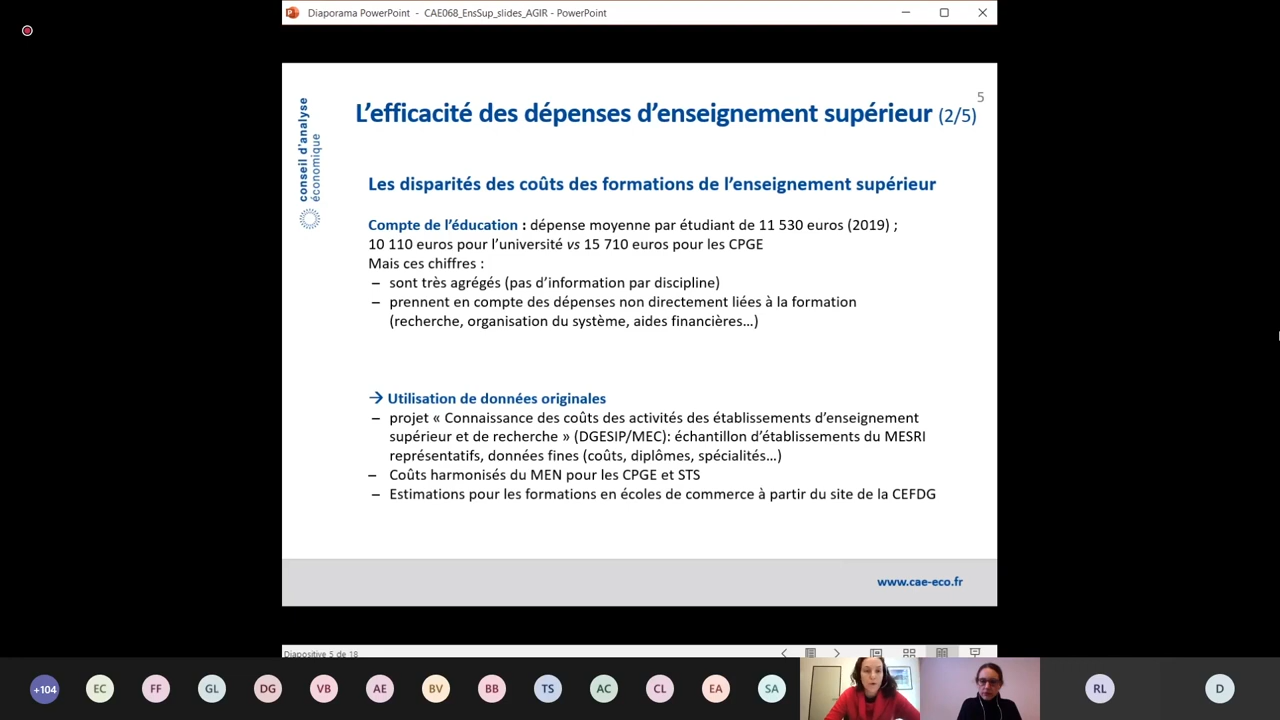 Diaporama PowerPoint - CAE068_EnsSup_slides_AGIR - PowerPoint
5
L'efficacité des dépenses d'enseignement supérieur (2/5)
conseil d'analyse
économique
Les disparités des coûts des formations de l'enseignement supérieur
Compte de l'éducation : dépense moyenne par étudiant de 11 530 euros (2019) ;
10 110 euros pour l'université vs 15 710 euros pour les CPGE
Mais ces chiffres :
– sont très agrégés (pas d'information par discipline)
– prennent en compte des dépenses non directement liées à la formation
(recherche, organisation du système, aides financières…)
→ Utilisation de données originales
– projet « Connaissance des coûts des activités des établissements d'enseignement
supérieur et de recherche » (DGESIP/MEC): échantillon d'établissements du MESRI
représentatifs, données fines (coûts, diplômes, spécialités…)
– Coûts harmonisés du MEN pour les CPGE et STS
– Estimations pour les formations en écoles de commerce à partir du site de la CEFDG
www.cae-eco.fr
Diapositive 5 de 18
+104 EC FF GL DG VB AE BV BB TS AC CL EA SA RL D